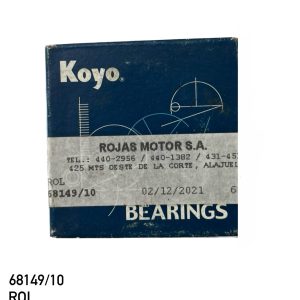 Koyo
ROJAS MOTOR S.A.
TEL.: 440-2956 / 440-1382 / 431-45
425 MTS OESTE DE LA CORTE, ALAJUEL
ROL
68149/10 02/12/2021 6
BEARINGS
68149/10
ROL